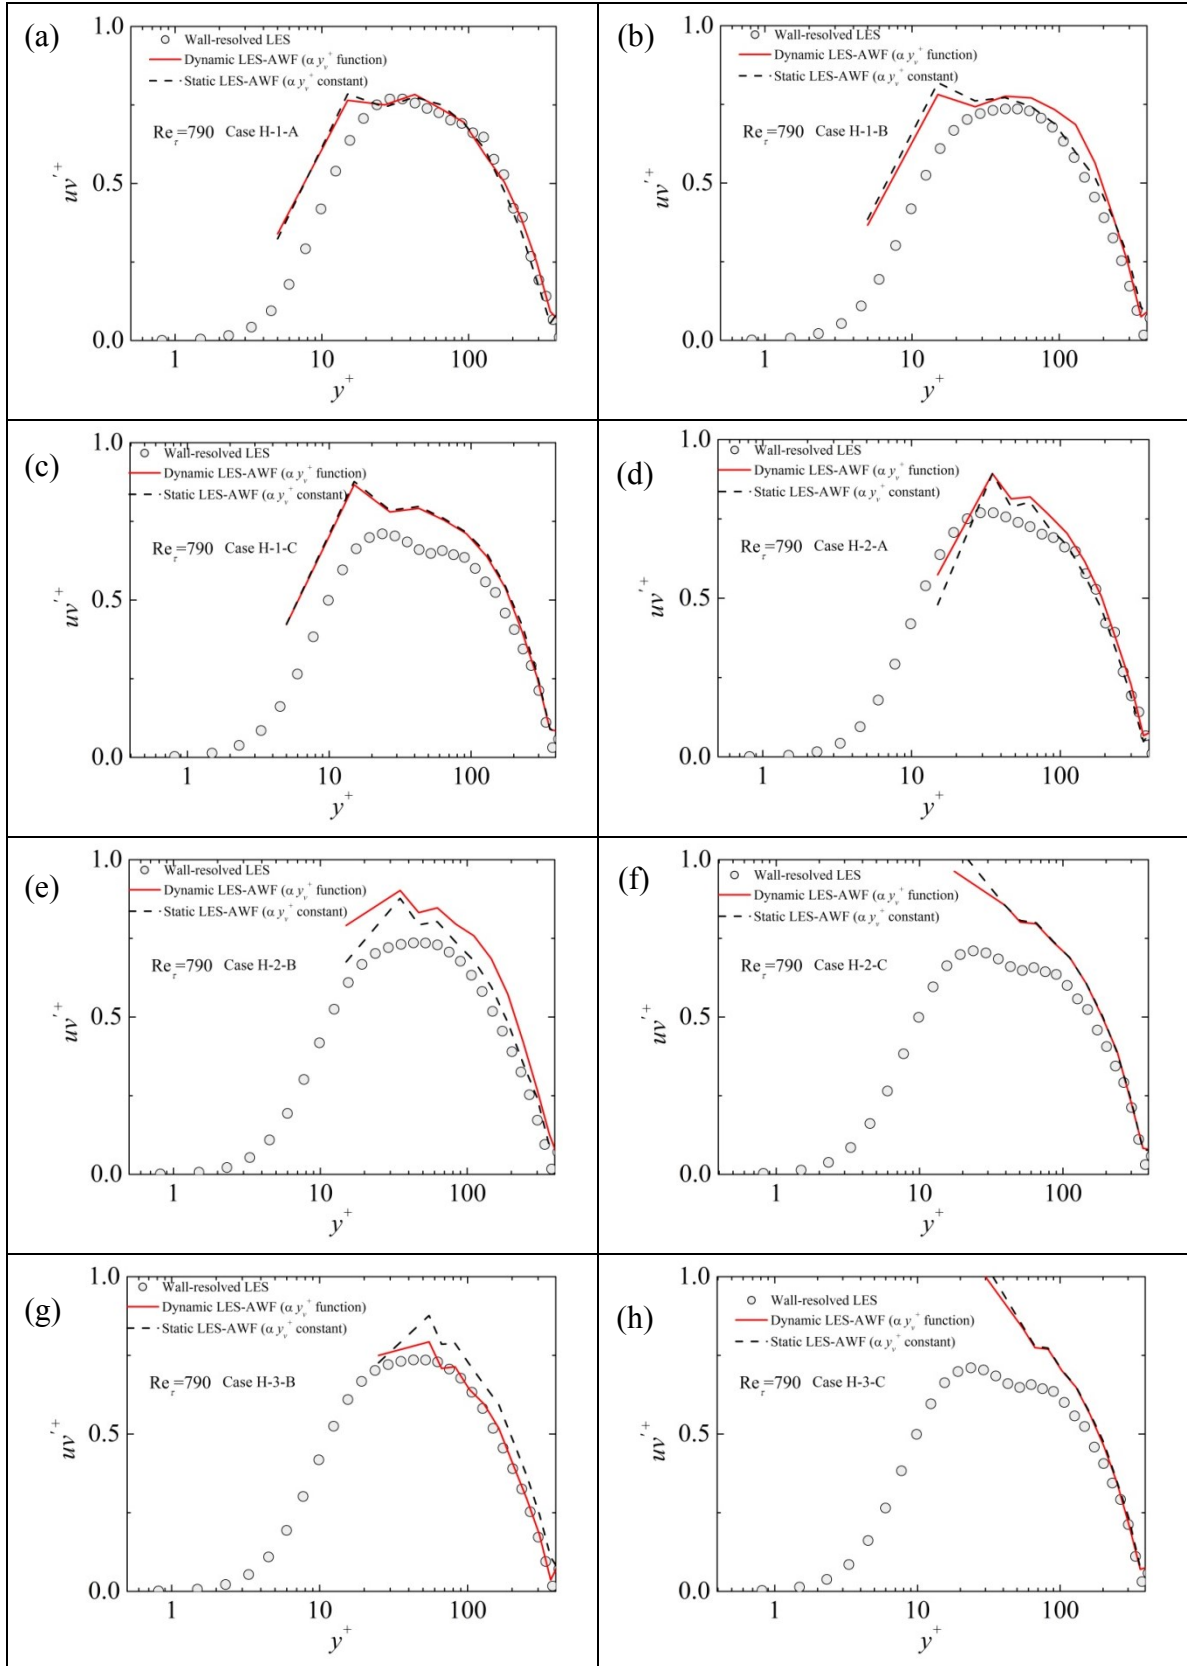 (a)
1.0
Wall-resolved LES
Dynamic LES-AWF (α y_v^+ function)
Static LES-AWF (α y_v^+ constant)
Re_τ=790 Case H-1-A
uv'^+
0.5
0.0
1 10 100
y^+
(b)
1.0
Wall-resolved LES
Dynamic LES-AWF (α y_v^+ function)
Static LES-AWF (α y_v^+ constant)
Re_τ=790 Case H-1-B
uv'^+
0.5
0.0
1 10 100
y^+
(c)
1.0
Wall-resolved LES
Dynamic LES-AWF (α y_v^+ function)
Static LES-AWF (α y_v^+ constant)
Re_τ=790 Case H-1-C
uv'^+
0.5
0.0
1 10 100
y^+
(d)
1.0
Wall-resolved LES
Dynamic LES-AWF (α y_v^+ function)
Static LES-AWF (α y_v^+ constant)
Re_τ=790 Case H-2-A
uv'^+
0.5
0.0
1 10 100
y^+
(e)
1.0
Wall-resolved LES
Dynamic LES-AWF (α y_v^+ function)
Static LES-AWF (α y_v^+ constant)
Re_τ=790 Case H-2-B
uv'^+
0.5
0.0
1 10 100
y^+
(f)
1.0
Wall-resolved LES
Dynamic LES-AWF (α y_v^+ function)
Static LES-AWF (α y_v^+ constant)
Re_τ=790 Case H-2-C
uv'^+
0.5
0.0
1 10 100
y^+
(g)
1.0
Wall-resolved LES
Dynamic LES-AWF (α y_v^+ function)
Static LES-AWF (α y_v^+ constant)
Re_τ=790 Case H-3-B
uv'^+
0.5
0.0
1 10 100
y^+
(h)
1.0
Wall-resolved LES
Dynamic LES-AWF (α y_v^+ function)
Static LES-AWF (α y_v^+ constant)
Re_τ=790 Case H-3-C
uv'^+
0.5
0.0
1 10 100
y^+